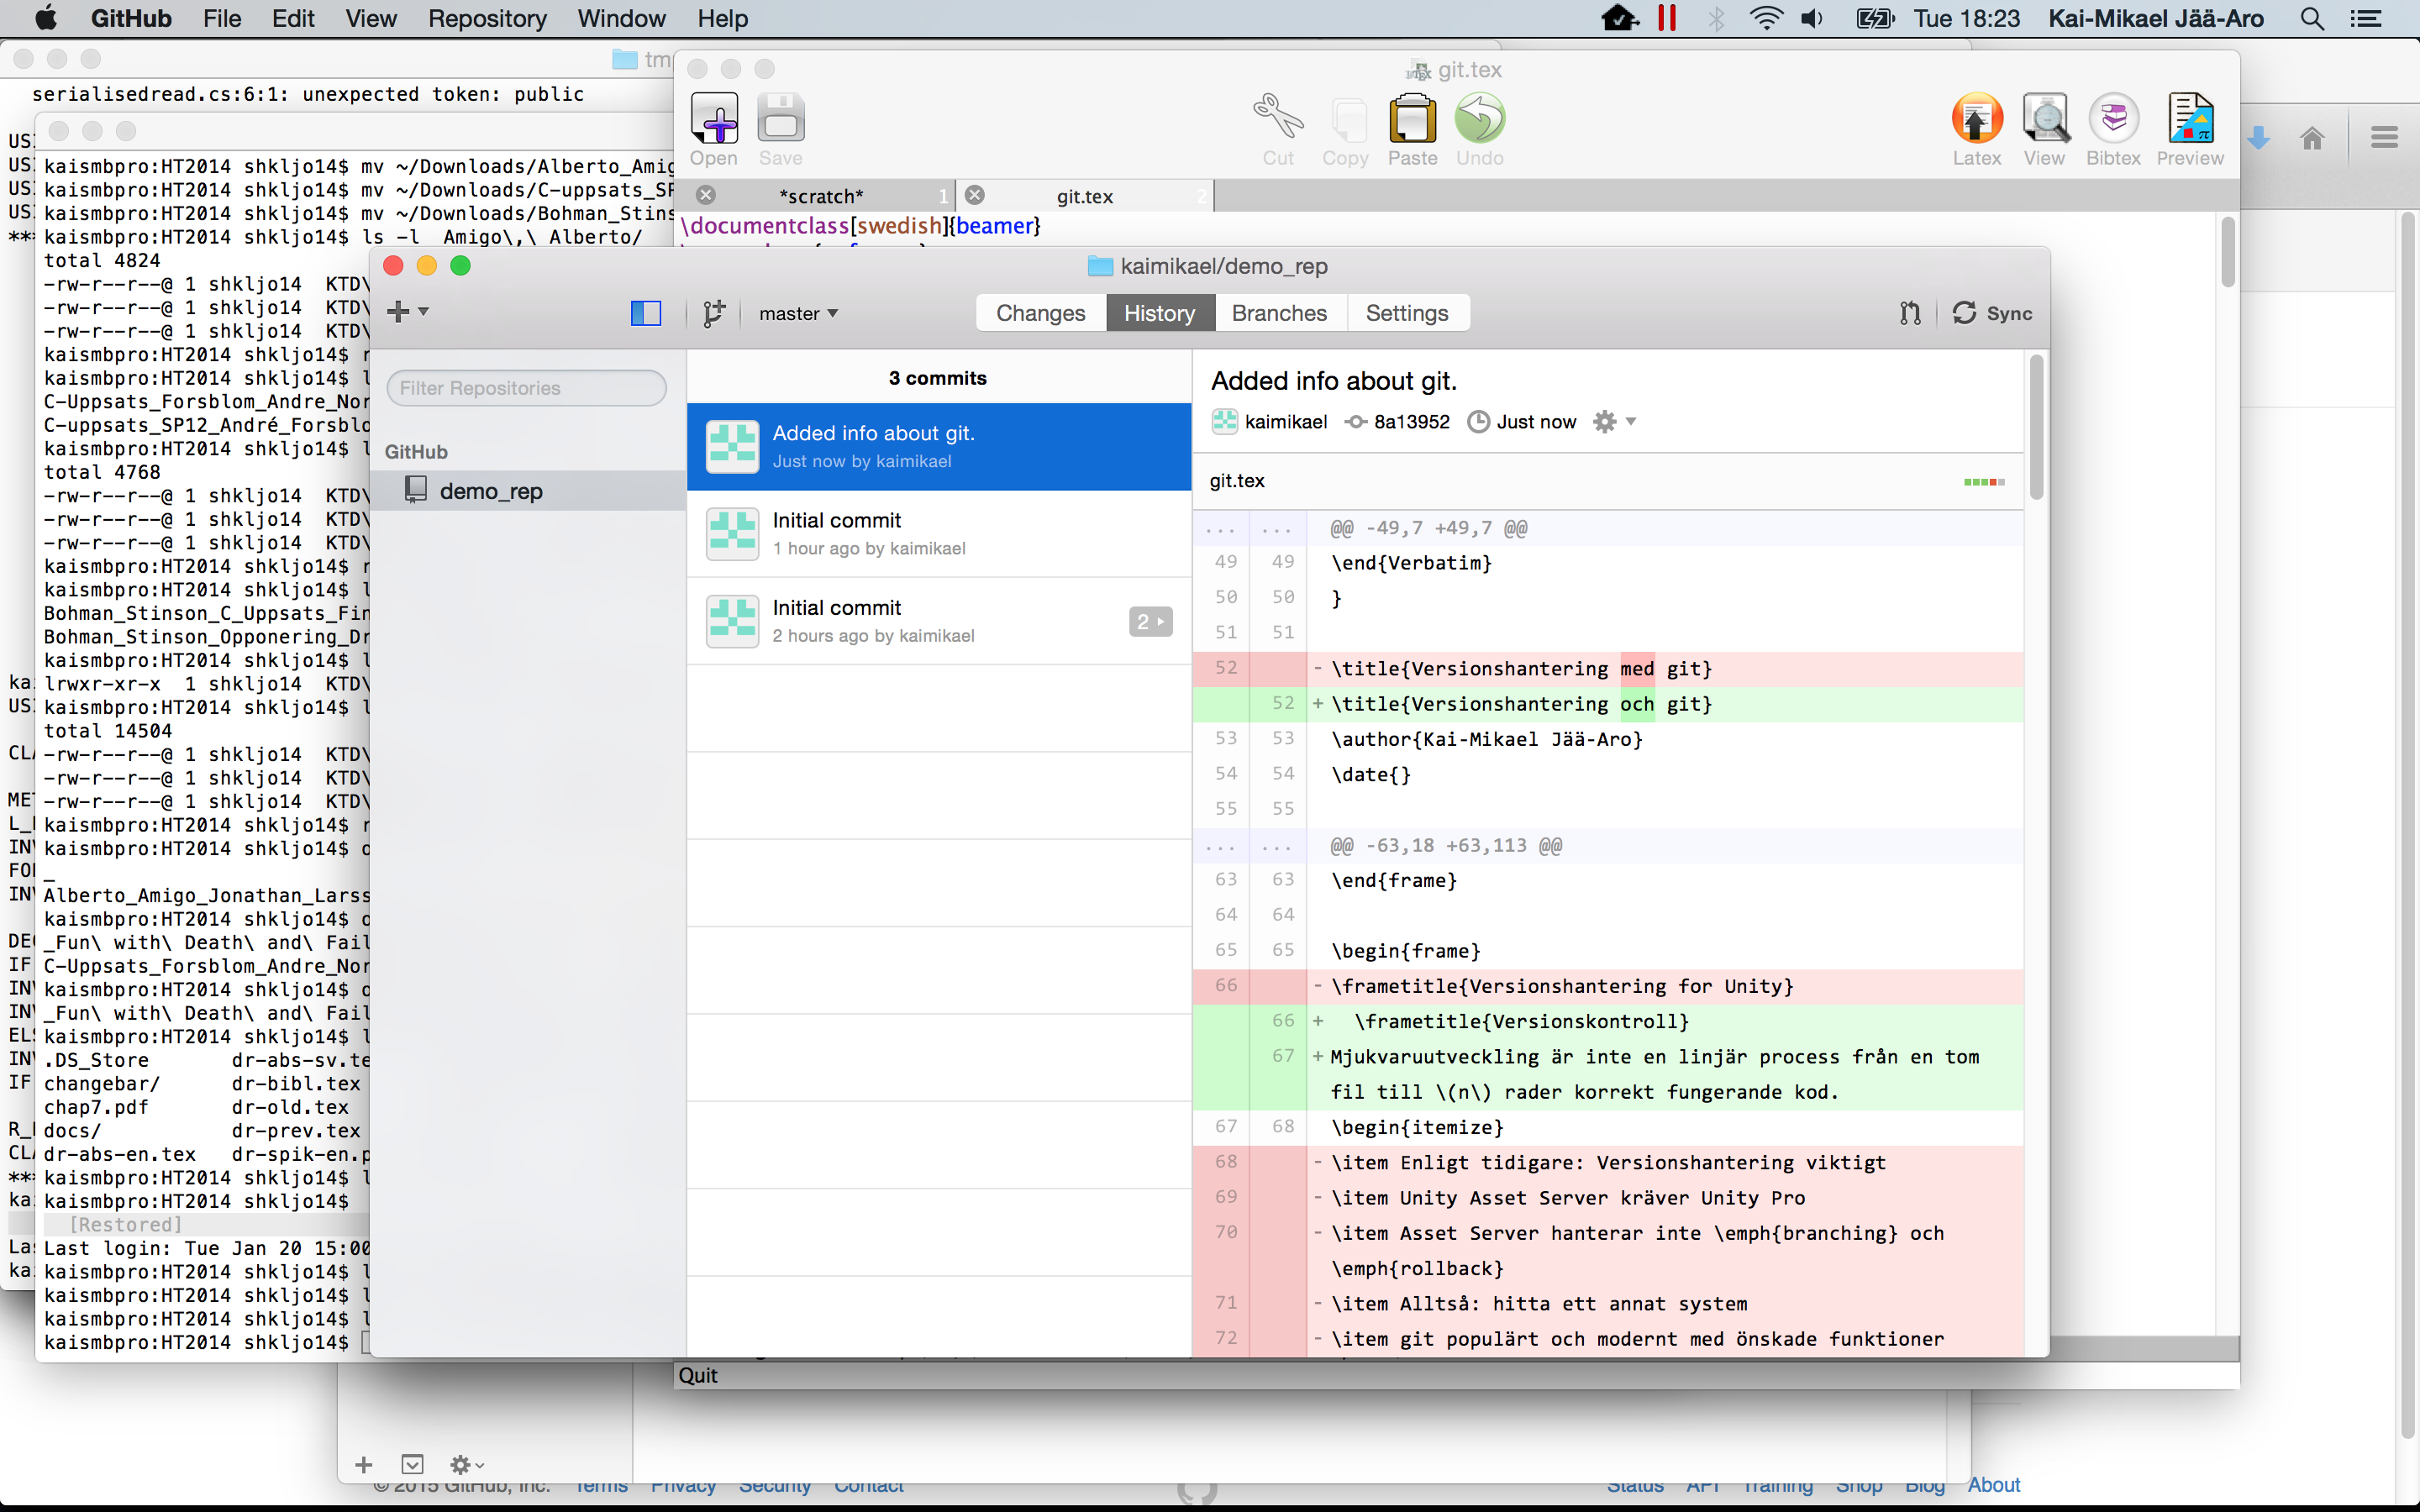 GitHub File Edit View Repository Window Help Tue 18:23 Kai-Mikael Jää-Aro
serialisedread.cs:6:1: unexpected token: public
kaismbpro:HT2014 shkljo14$ mv ~/Downloads/Alberto_Amig
kaismbpro:HT2014 shkljo14$ mv ~/Downloads/C-uppsats_SP
kaismbpro:HT2014 shkljo14$ mv ~/Downloads/Bohman_Stins
kaismbpro:HT2014 shkljo14$ ls -l Amigo\,\ Alberto/
total 4824
-rw-r--r--@ 1 shkljo14 KTD\
-rw-r--r--@ 1 shkljo14 KTD\
-rw-r--r--@ 1 shkljo14 KTD\
kaismbpro:HT2014 shkljo14$ r
kaismbpro:HT2014 shkljo14$ l
C-Uppsats_Forsblom_Andre_Nor
C-uppsats_SP12_André_Forsblo
kaismbpro:HT2014 shkljo14$ l
total 4768
-rw-r--r--@ 1 shkljo14 KTD\
-rw-r--r--@ 1 shkljo14 KTD\
-rw-r--r--@ 1 shkljo14 KTD\
kaismbpro:HT2014 shkljo14$ r
kaismbpro:HT2014 shkljo14$ l
Bohman_Stinson_C_Uppsats_Fin
Bohman_Stinson_Opponering_Dr
kaismbpro:HT2014 shkljo14$ l
lrwxr-xr-x 1 shkljo14 KTD\
kaismbpro:HT2014 shkljo14$ l
total 14504
-rw-r--r--@ 1 shkljo14 KTD\
-rw-r--r--@ 1 shkljo14 KTD\
-rw-r--r--@ 1 shkljo14 KTD\
kaismbpro:HT2014 shkljo14$ r
kaismbpro:HT2014 shkljo14$ o
_
Alberto_Amigo_Jonathan_Larss
kaismbpro:HT2014 shkljo14$ o
_Fun\ with\ Death\ and\ Fail
C-Uppsats_Forsblom_Andre_Nor
kaismbpro:HT2014 shkljo14$ o
_Fun\ with\ Death\ and\ Fail
kaismbpro:HT2014 shkljo14$ l
.DS_Store dr-abs-sv.te
changebar/ dr-bibl.tex
chap7.pdf dr-old.tex
docs/ dr-prev.tex
dr-abs-en.tex dr-spik-en.p
kaismbpro:HT2014 shkljo14$ l
kaismbpro:HT2014 shkljo14$
[Restored]
Last login: Tue Jan 20 15:00
kaismbpro:HT2014 shkljo14$ l
kaismbpro:HT2014 shkljo14$ l
kaismbpro:HT2014 shkljo14$ l
kaismbpro:HT2014 shkljo14$
git.tex
Open Save Cut Copy Paste Undo Latex View Bibtex Preview
*scratch* 1 git.tex 2
\documentclass[swedish]{beamer}
kaimikael/demo_rep
master Changes History Branches Settings Sync
Filter Repositories
GitHub
demo_rep
3 commits
Added info about git.
Just now by kaimikael
Initial commit
1 hour ago by kaimikael
Initial commit
2 hours ago by kaimikael
2
Added info about git.
kaimikael 8a13952 Just now
git.tex
... ... @@ -49,7 +49,7 @@
49 49 \end{Verbatim}
50 50 }
51 51
52 - \title{Versionshantering med git}
52 + \title{Versionshantering och git}
53 53 \author{Kai-Mikael Jää-Aro}
54 54 \date{}
55 55
... ... @@ -63,18 +63,113 @@
63 63 \end{frame}
64 64
65 65 \begin{frame}
66 - \frametitle{Versionshantering for Unity}
66 + \frametitle{Versionskontroll}
67 + Mjukvaruutveckling är inte en linjär process från en tom
fil till \(n\) rader korrekt fungerande kod.
67 68 \begin{itemize}
68 - \item Enligt tidigare: Versionshantering viktigt
69 - \item Unity Asset Server kräver Unity Pro
70 - \item Asset Server hanterar inte \emph{branching} och
\emph{rollback}
71 - \item Alltså: hitta ett annat system
72 - \item git populärt och modernt med önskade funktioner
Quit
© 2015 GitHub, Inc. Terms Privacy Security Contact Status API Training Shop Blog About